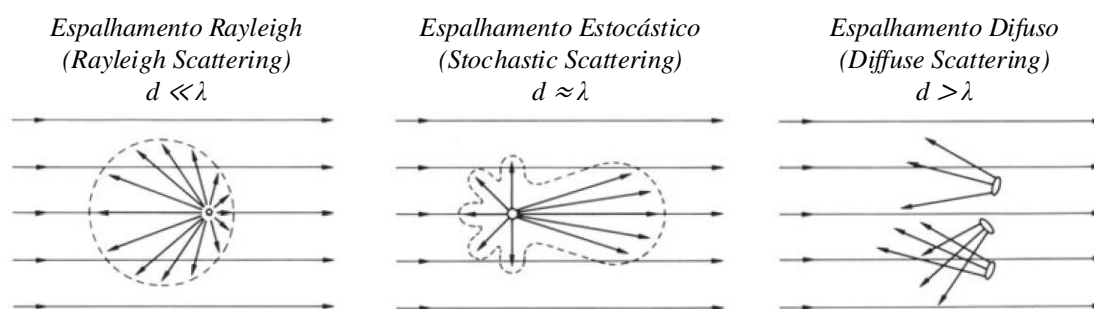 Espalhamento Rayleigh
(Rayleigh Scattering)
d ≪ λ
Espalhamento Estocástico
(Stochastic Scattering)
d ≈ λ
Espalhamento Difuso
(Diffuse Scattering)
d > λ